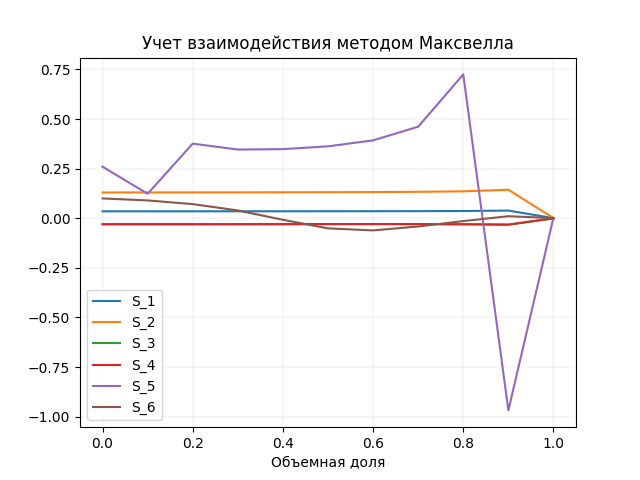 Учет взаимодействия методом Максвелла
0.75
0.50
0.25
0.00
−0.25
−0.50
−0.75
−1.00
S_1
S_2
S_3
S_4
S_5
S_6
0.0 0.2 0.4 0.6 0.8 1.0
Объемная доля